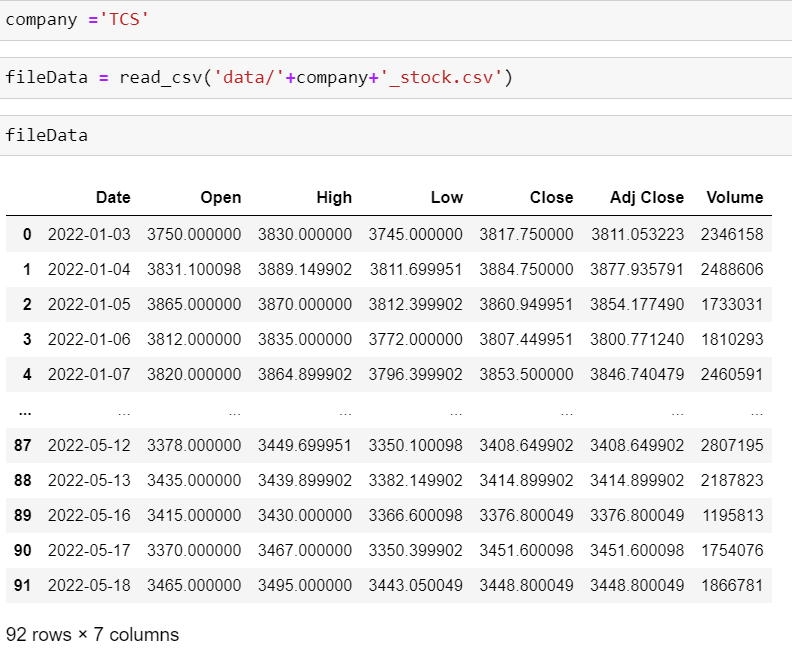 company ='TCS'
fileData = read_csv('data/'+company+'_stock.csv')
fileData
Date Open High Low Close Adj Close Volume
0 2022-01-03 3750.000000 3830.000000 3745.000000 3817.750000 3811.053223 2346158
1 2022-01-04 3831.100098 3889.149902 3811.699951 3884.750000 3877.935791 2488606
2 2022-01-05 3865.000000 3870.000000 3812.399902 3860.949951 3854.177490 1733031
3 2022-01-06 3812.000000 3835.000000 3772.000000 3807.449951 3800.771240 1810293
4 2022-01-07 3820.000000 3864.899902 3796.399902 3853.500000 3846.740479 2460591
... ... ... ... ... ... ... ...
87 2022-05-12 3378.000000 3449.699951 3350.100098 3408.649902 3408.649902 2807195
88 2022-05-13 3435.000000 3439.899902 3382.149902 3414.899902 3414.899902 2187823
89 2022-05-16 3415.000000 3430.000000 3366.600098 3376.800049 3376.800049 1195813
90 2022-05-17 3370.000000 3467.000000 3350.399902 3451.600098 3451.600098 1754076
91 2022-05-18 3465.000000 3495.000000 3443.050049 3448.800049 3448.800049 1866781
92 rows × 7 columns